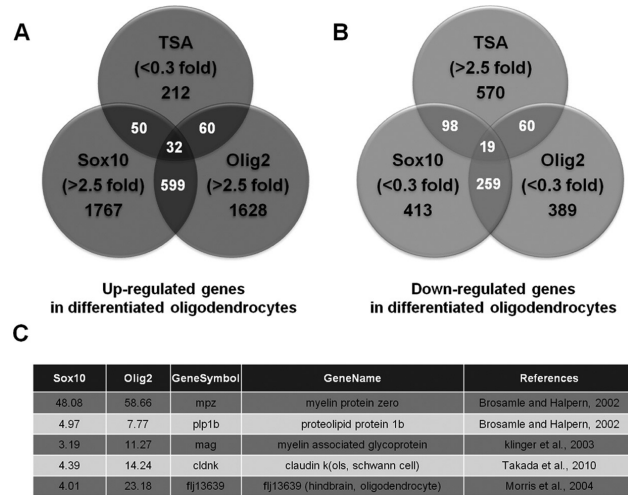 A
TSA
(<0.3 fold)
212
50
60
32
Sox10
(>2.5 fold)
1767
599
Olig2
(>2.5 fold)
1628
Up-regulated genes
in differentiated oligodendrocytes
B
TSA
(>2.5 fold)
570
98
60
19
Sox10
(<0.3 fold)
413
259
Olig2
(<0.3 fold)
389
Down-regulated genes
in differentiated oligodendrocytes
C
Sox10 Olig2 GeneSymbol GeneName References
48.08 58.66 mpz myelin protein zero Brosamle and Halpern, 2002
4.97 7.77 plp1b proteolipid protein 1b Brosamle and Halpern, 2002
3.19 11.27 mag myelin associated glycoprotein klinger et al., 2003
4.39 14.24 cldnk claudin k(ols, schwann cell) Takada et al., 2010
4.01 23.18 flj13639 flj13639 (hindbrain, oligodendrocyte) Morris et al., 2004